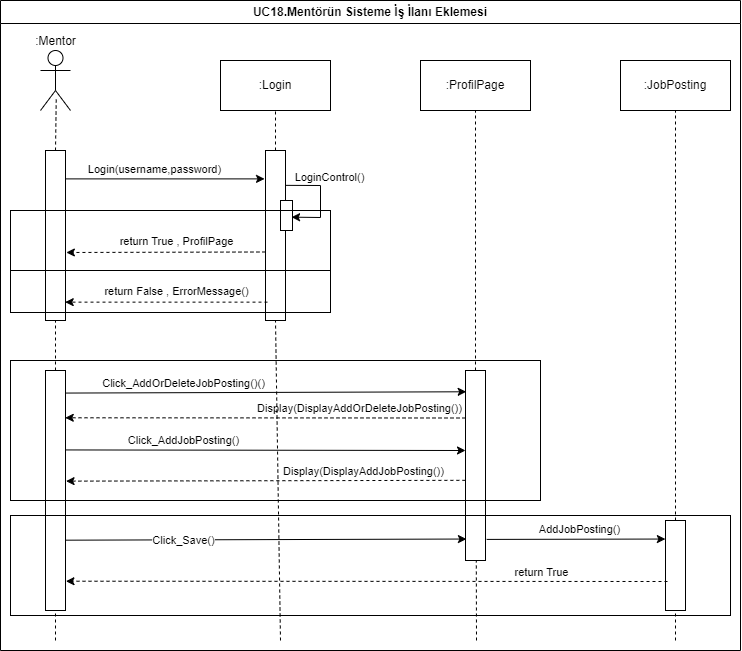 UC18.Mentörün Sisteme İş İlanı Eklemesi
:Mentor
:Login
:ProfilPage
:JobPosting
Login(username,password)
LoginControl()
return True , ProfilPage
return False , ErrorMessage()
Click_AddOrDeleteJobPosting()()
Display(DisplayAddOrDeleteJobPosting())
Click_AddJobPosting()
Display(DisplayAddJobPosting())
Click_Save()
AddJobPosting()
return True